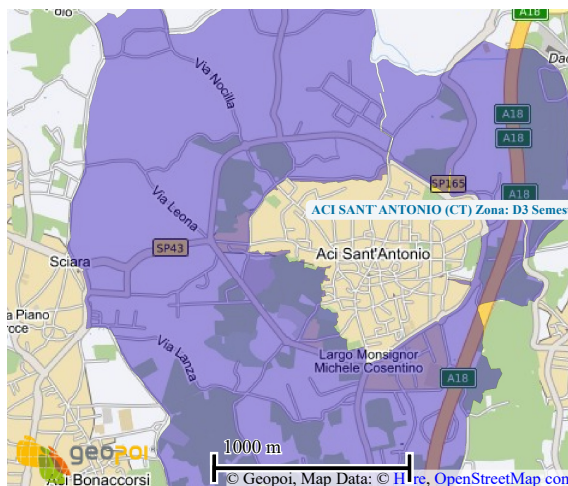 A18
Via Nocilla
A18
A18
SP165
A18
Via Leona
ACI SANT`ANTONIO (CT) Zona: D3 Semest
SP43
Aci Sant'Antonio
Sciara
Via Lanza
Largo Monsignor
Michele Cosentino
A18
geopoi
1000 m
Aci Bonaccorsi
© Geopoi, Map Data: © Here, OpenStreetMap con